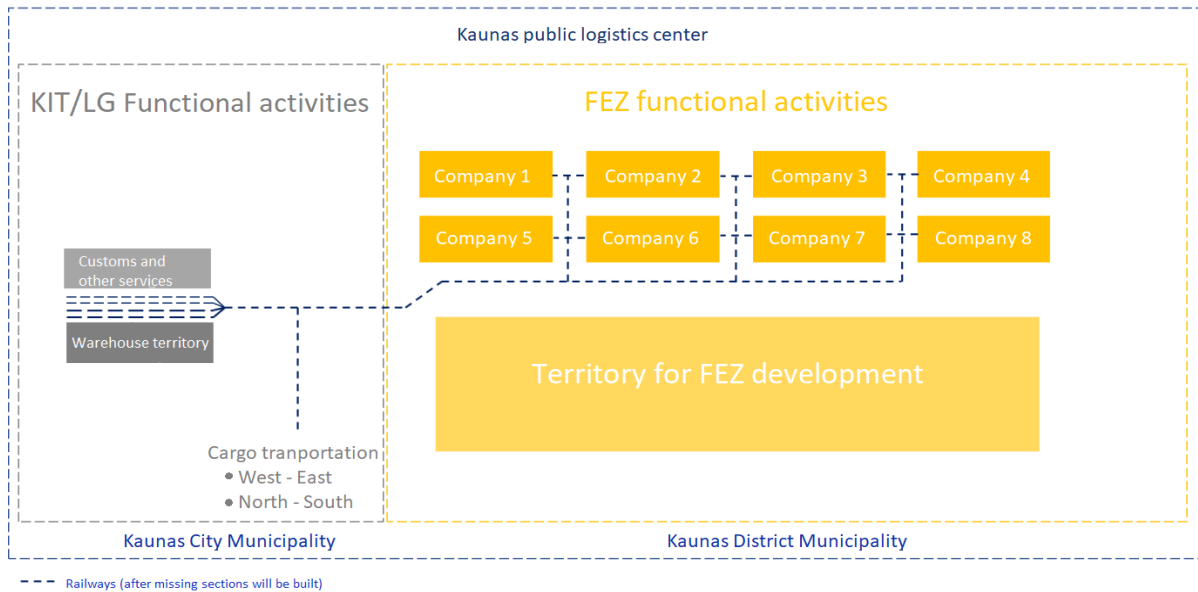 Kaunas public logistics center
KIT/LG Functional activities
FEZ functional activities
Company 1
Company 2
Company 3
Company 4
Company 5
Company 6
Company 7
Company 8
Customs and
other services
Warehouse territory
Territory for FEZ development
Cargo tranportation
• West - East
• North - South
Kaunas City Municipality
Kaunas District Municipality
Railways (after missing sections will be built)